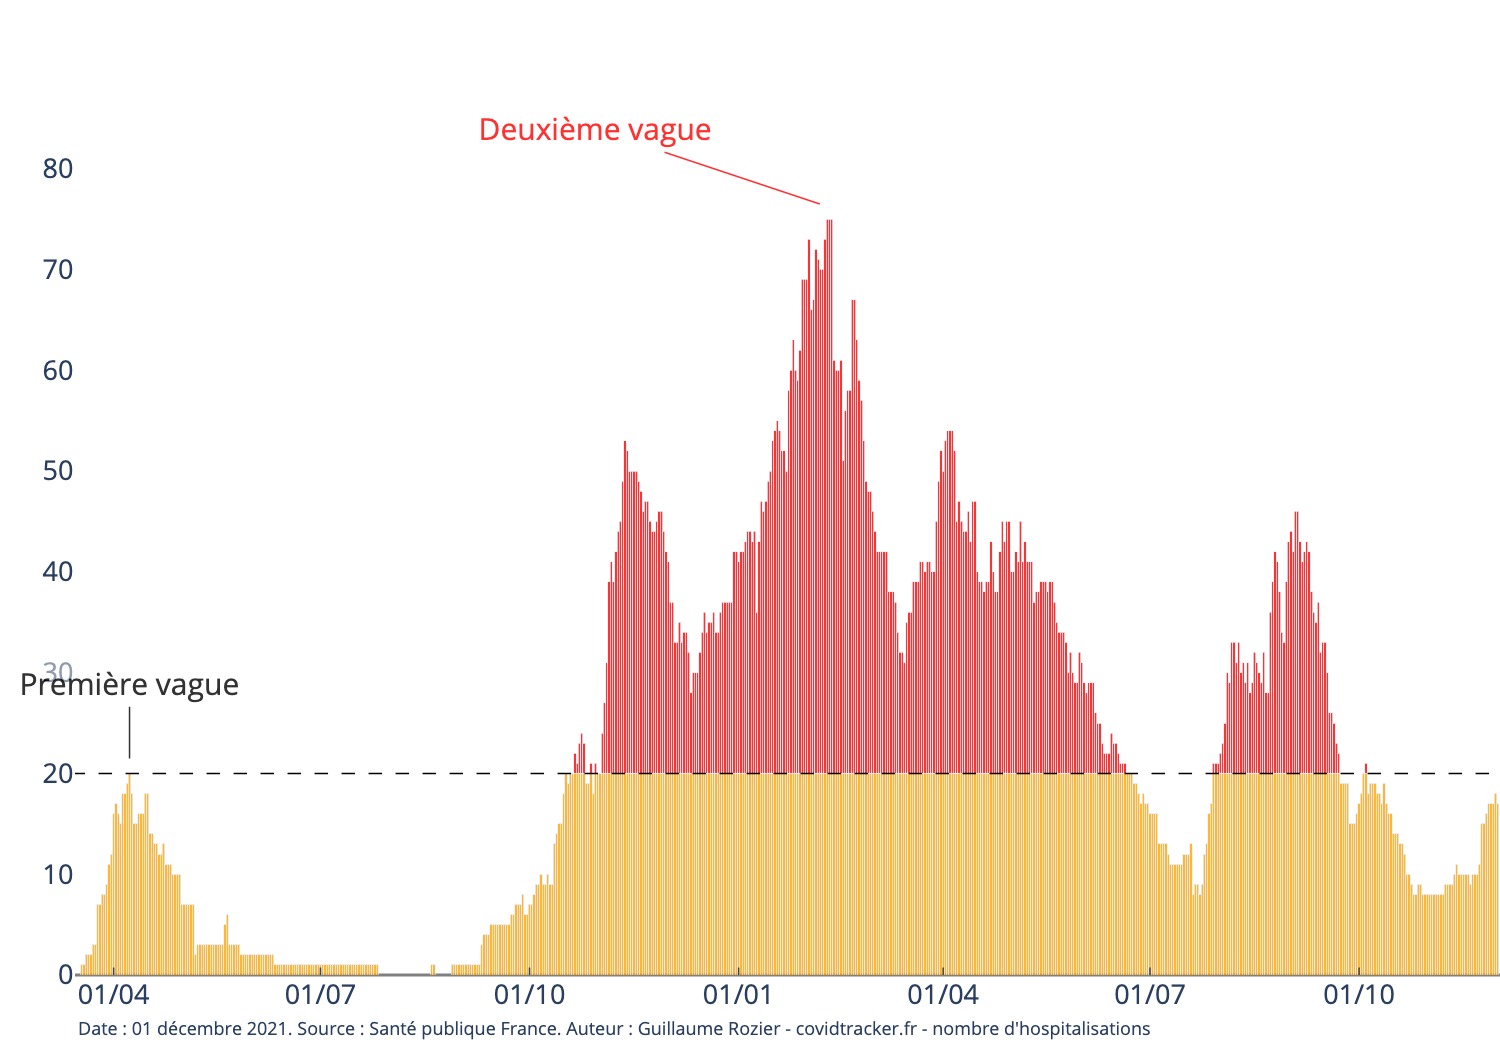 Deuxième vague
80
70
60
50
40
30
Première vague
20
10
0
01/04 01/07 01/10 01/01 01/04 01/07 01/10
Date : 01 décembre 2021. Source : Santé publique France. Auteur : Guillaume Rozier - covidtracker.fr - nombre d'hospitalisations